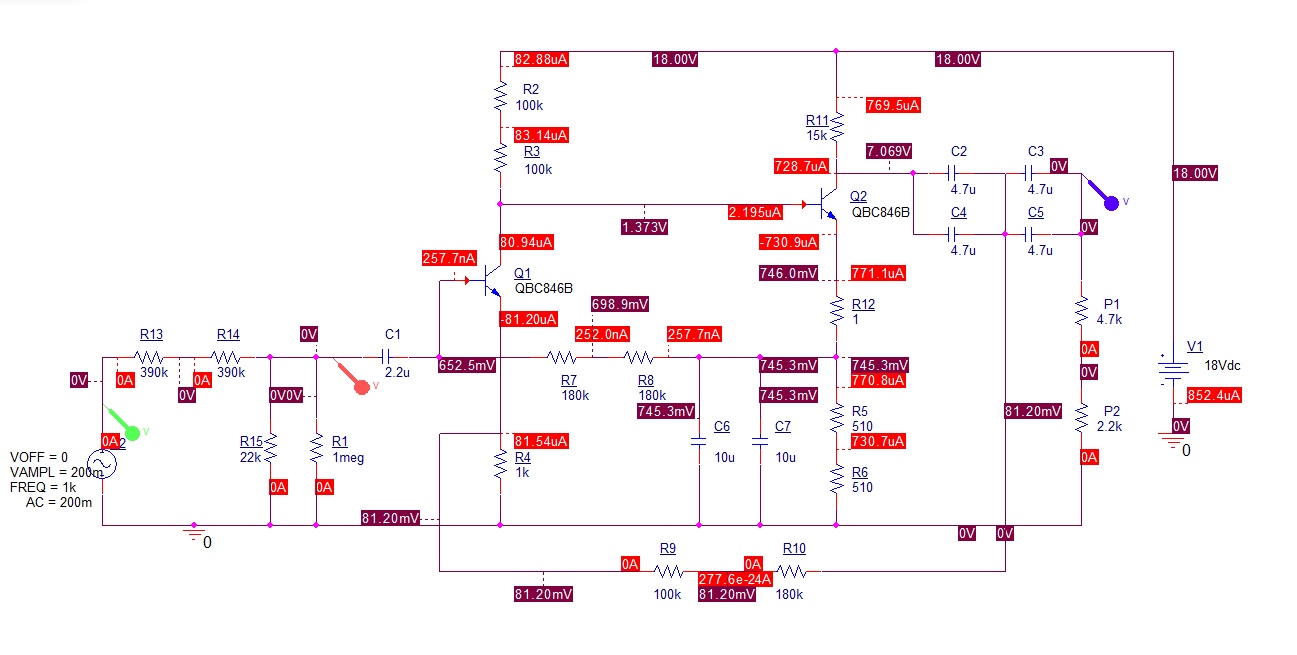 82.88uA
18.00V
18.00V
R2
100k
769.5uA
R11
15k
83.14uA
R3
100k
7.069V
C2
C3
0V
728.7uA
18.00V
4.7u
4.7u
V
Q2
QBC846B
2.195uA
1.373V
C4
C5
0V
4.7u
4.7u
80.94uA
-730.9uA
257.7nA
Q1
QBC846B
746.0mV
771.1uA
698.9mV
R12
1
P1
4.7k
-81.20uA
R13
390k
R14
390k
0V
C1
2.2u
252.0nA
257.7nA
0A
V1
18Vdc
652.5mV
745.3mV
745.3mV
770.8uA
0V
0V
0A
0V
0A
R7
180k
R8
180k
V
0V0V
745.3mV
745.3mV
R5
510
81.20mV
P2
2.2k
852.4uA
V
0A
2
R15
22k
R1
1meg
81.54uA
R4
1k
C6
10u
C7
10u
730.7uA
0V
0
VOFF = 0
VAMPL = 200m
FREQ = 1k
AC = 200m
R6
510
0A
0A
0A
81.20mV
0
0V
0V
R9
R10
0A
0A
277.6e-24A
81.20mV
100k
81.20mV
180k